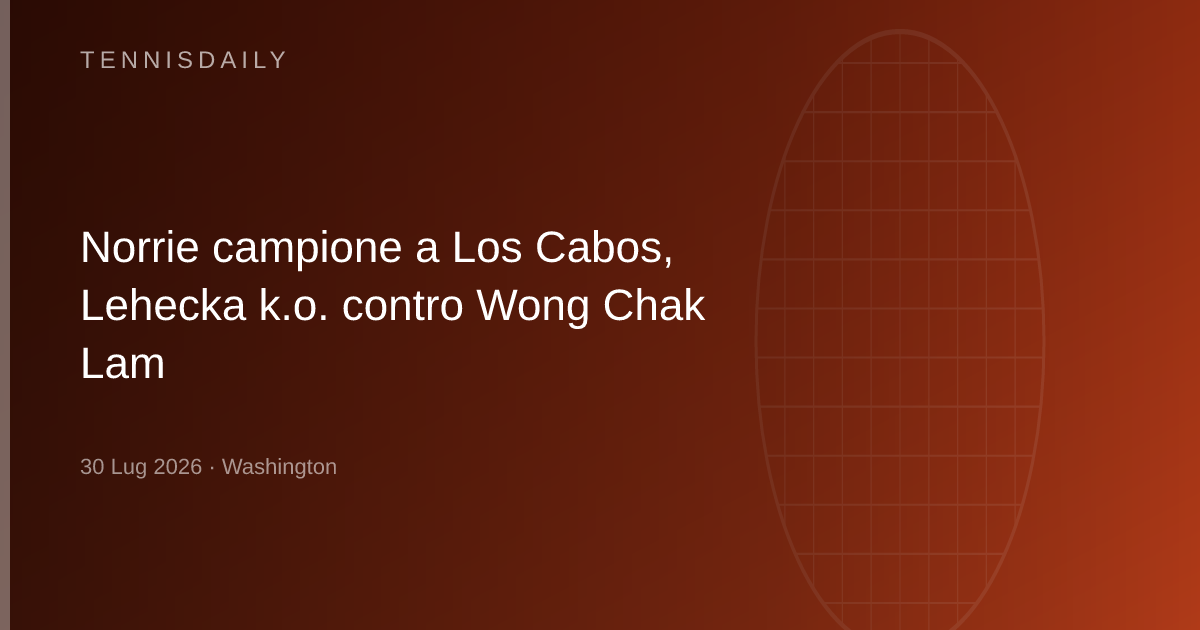 TENNISDAILY
Norrie campione a Los Cabos,
Lehecka k.o. contro Wong Chak
Lam
30 Lug 2026 · Washington